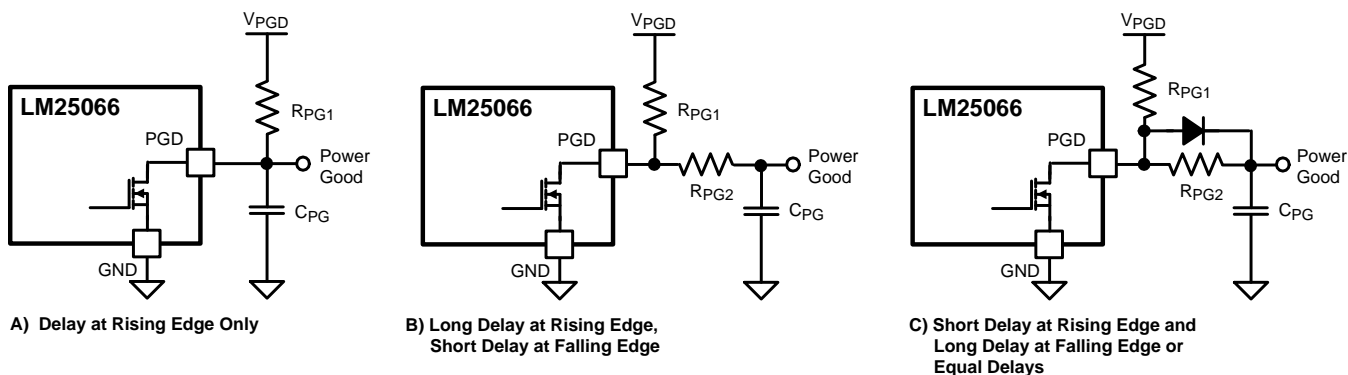 VPGD
LM25066
RPG1
PGD
Power
Good
CPG
GND
A) Delay at Rising Edge Only
VPGD
LM25066
RPG1
PGD
Power
Good
RPG2
CPG
GND
B) Long Delay at Rising Edge,
Short Delay at Falling Edge
VPGD
LM25066
RPG1
PGD
Power
Good
RPG2
CPG
GND
C) Short Delay at Rising Edge and
Long Delay at Falling Edge or
Equal Delays